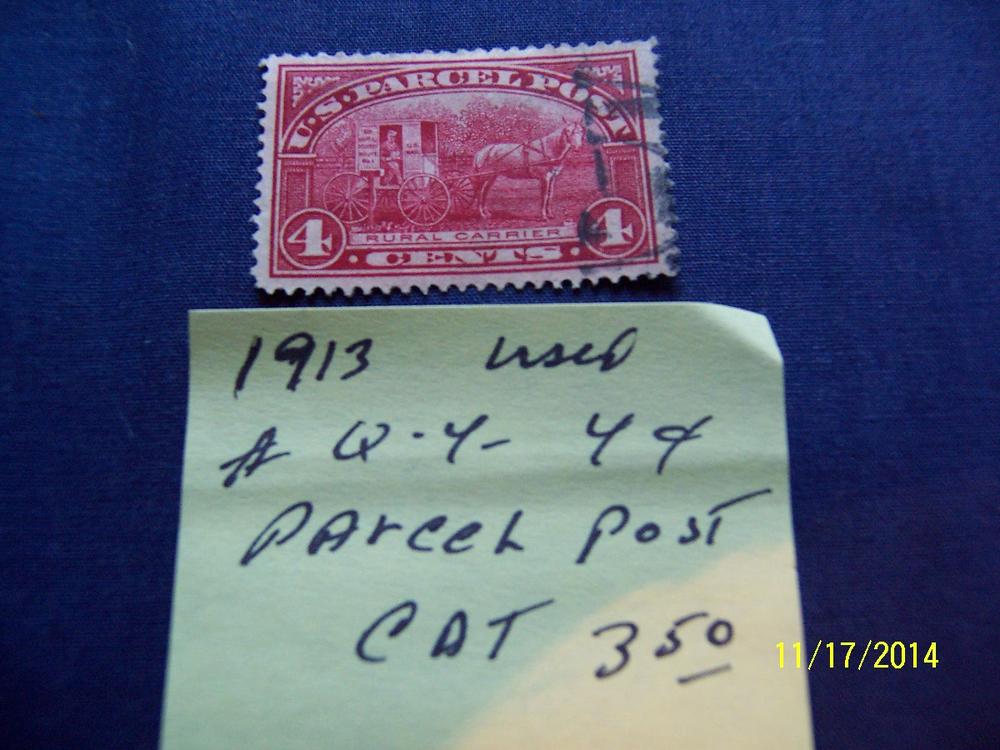 U.S. PARCEL POST
U.S. MAIL
4 RURAL CARRIER 4
· CENTS ·
1913 used
# Q-4- 4¢
Parcel Post
CAT 3 50
11/17/2014